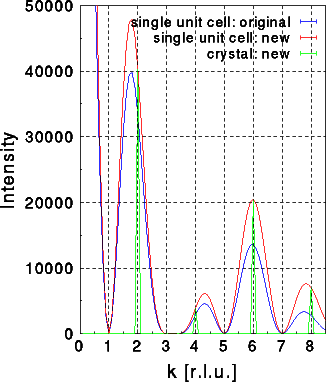 50000
40000
30000
20000
10000
0
Intensity
single unit cell: original
single unit cell: new
crystal: new
0 1 2 3 4 5 6 7 8
k [r.l.u.]